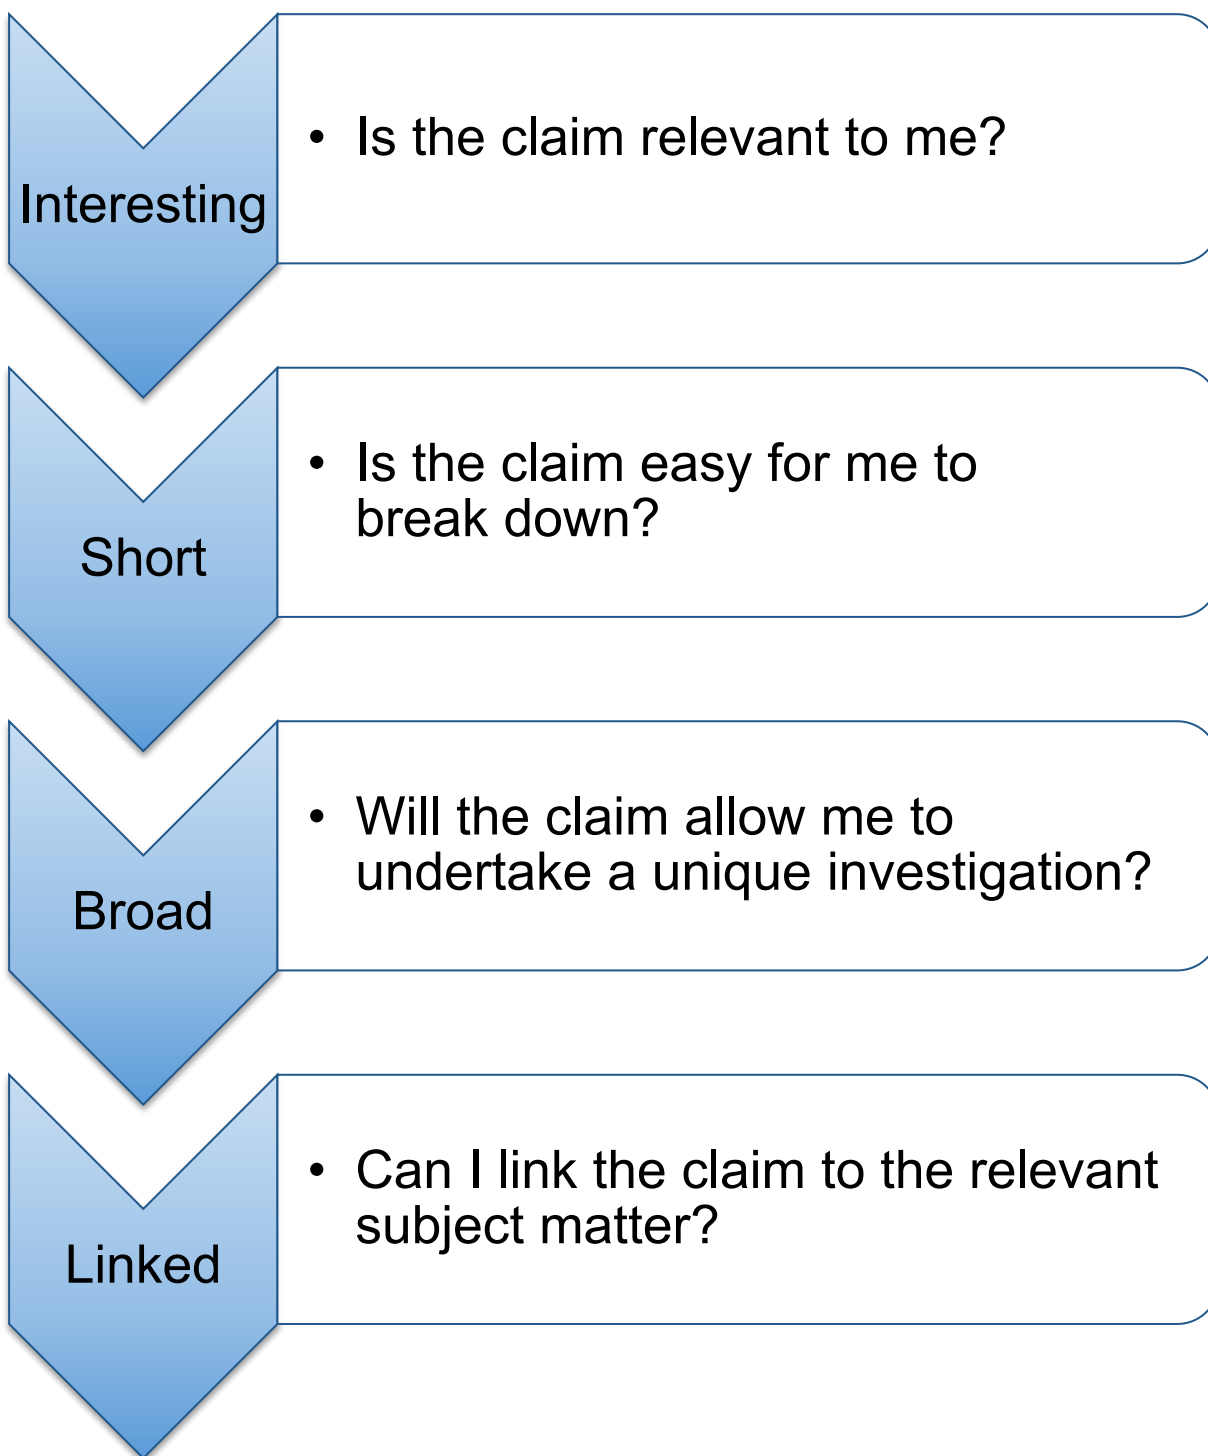 Interesting
• Is the claim relevant to me?
Short
• Is the claim easy for me to
break down?
Broad
• Will the claim allow me to
undertake a unique investigation?
Linked
• Can I link the claim to the relevant
subject matter?